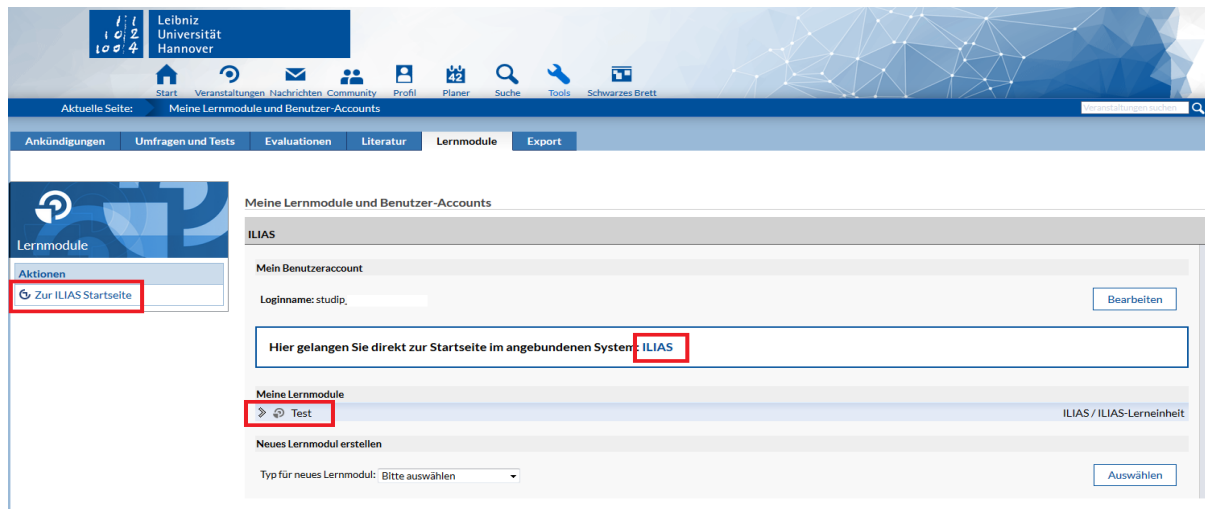 Leibniz
Universität
Hannover
Start Veranstaltungen Nachrichten Community Profil Planer Suche Tools Schwarzes Brett
Aktuelle Seite: Meine Lernmodule und Benutzer-Accounts Veranstaltungen suchen
Ankündigungen Umfragen und Tests Evaluationen Literatur Lernmodule Export
Lernmodule
Aktionen
Zur ILIAS Startseite
Meine Lernmodule und Benutzer-Accounts
ILIAS
Mein Benutzeraccount
Loginname: studip_ Bearbeiten
Hier gelangen Sie direkt zur Startseite im angebundenen System: ILIAS
Meine Lernmodule
Test ILIAS / ILIAS-Lerneinheit
Neues Lernmodul erstellen
Typ für neues Lernmodul: Bitte auswählen Auswählen